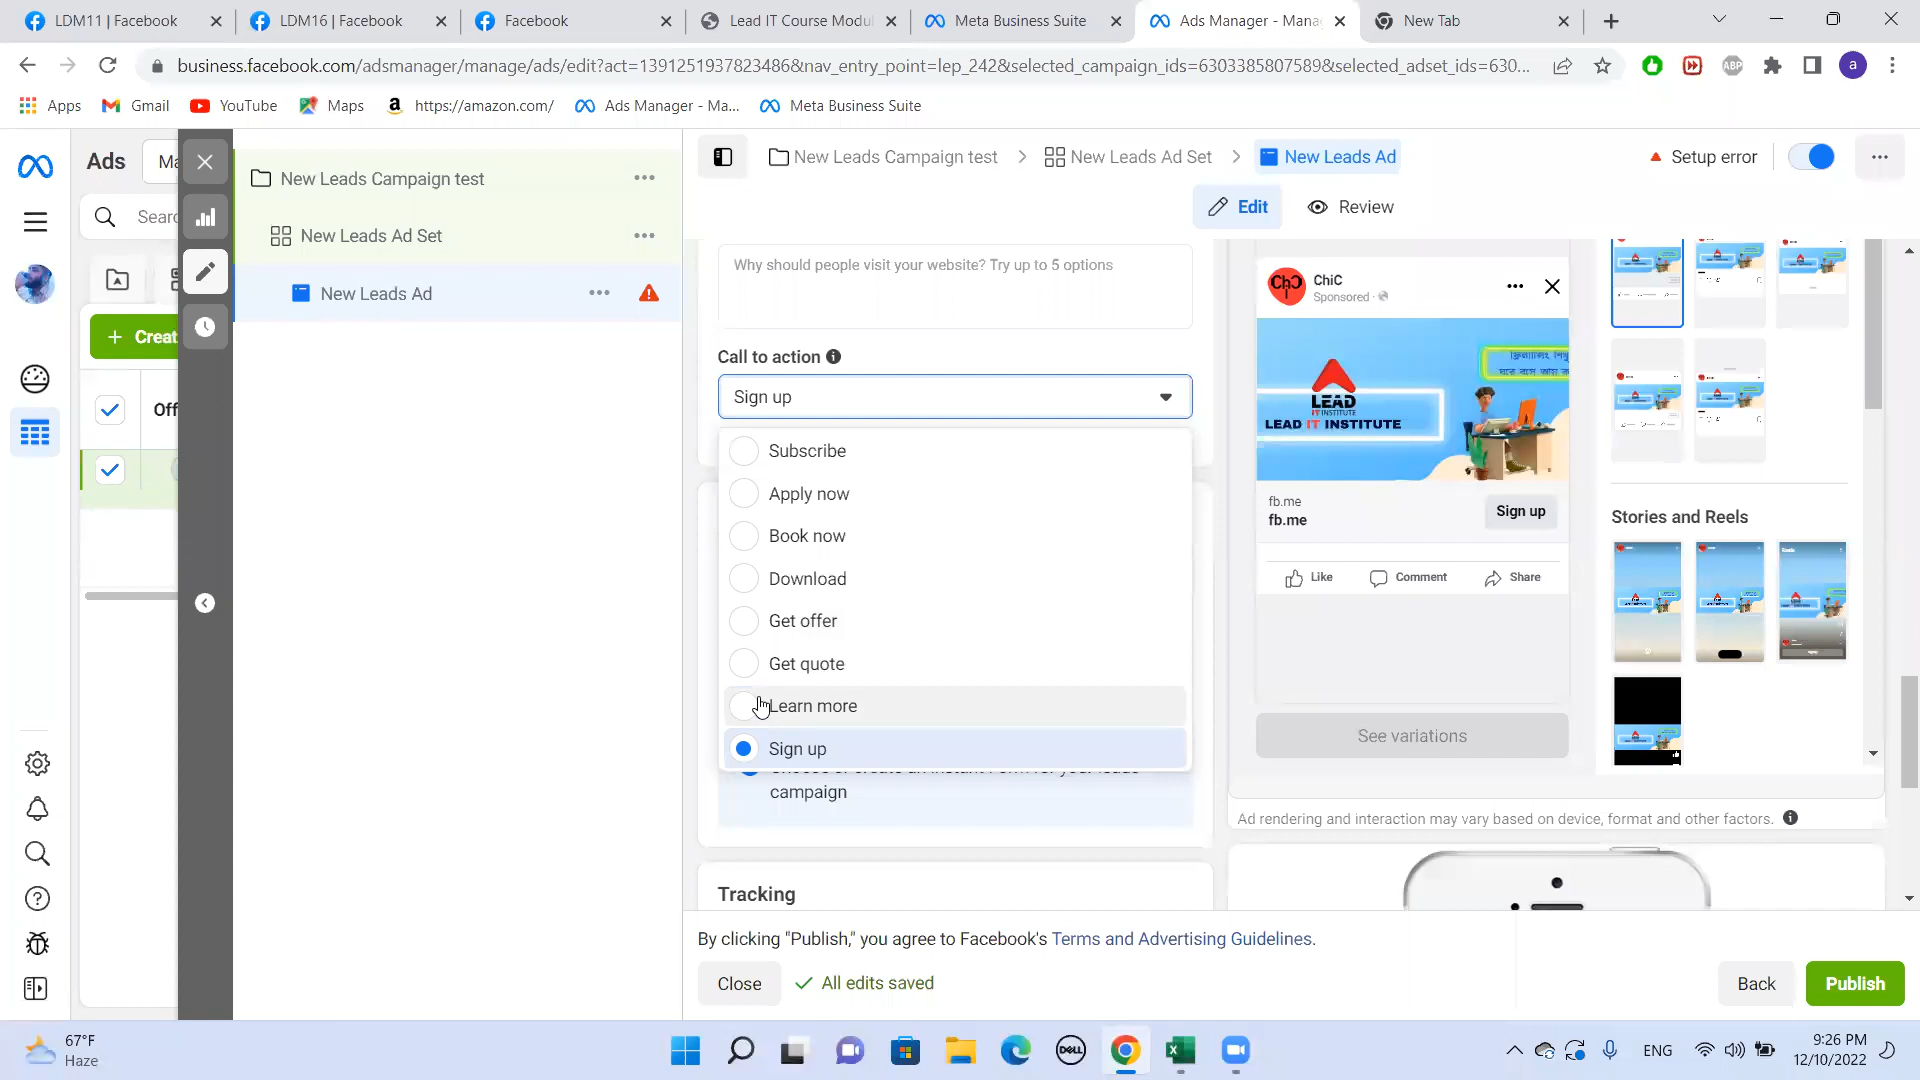 LDM11 | Facebook
LDM16 | Facebook
Facebook
Lead IT Course Modul
Meta Business Suite
Ads Manager - Mana
New Tab
business.facebook.com/adsmanager/manage/ads/edit?act=1391251937823486&nav_entry_point=lep_242&selected_campaign_ids=6303385807589&selected_adset_ids=630...
a
Apps
Gmail
YouTube
Maps
https://amazon.com/
Ads Manager - Ma...
Meta Business Suite
Ads
Ma
Sear
+ Creat
Off
New Leads Campaign test
New Leads Ad Set
New Leads Ad
New Leads Campaign test > New Leads Ad Set > New Leads Ad
Setup error
Edit
Review
Why should people visit your website? Try up to 5 options
Call to action
Sign up
Subscribe
Apply now
Book now
Download
Get offer
Get quote
Learn more
Sign up
campaign
Tracking
ChiC
Sponsored
LEAD
IT INSTITUTE
LEAD IT INSTITUTE
fb.me
fb.me
Sign up
Like
Comment
Share
See variations
Stories and Reels
Ad rendering and interaction may vary based on device, format and other factors.
By clicking "Publish," you agree to Facebook's Terms and Advertising Guidelines.
Close
All edits saved
Back
Publish
67°F
Haze
DELL
ENG
9:26 PM
12/10/2022